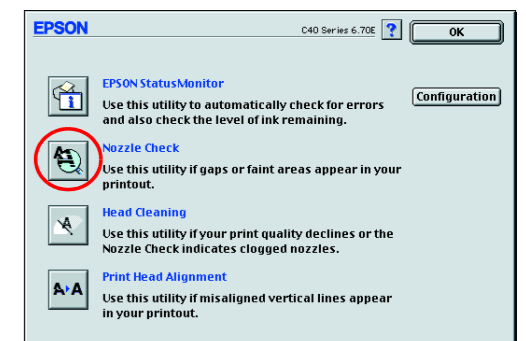 EPSON
C40 Series 6.70E
?
OK
EPSON StatusMonitor
Use this utility to automatically check for errors
and also check the level of ink remaining.
Configuration
Nozzle Check
Use this utility if gaps or faint areas appear in your
printout.
Head Cleaning
Use this utility if your print quality declines or the
Nozzle Check indicates clogged nozzles.
Print Head Alignment
Use this utility if misaligned vertical lines appear
in your printout.